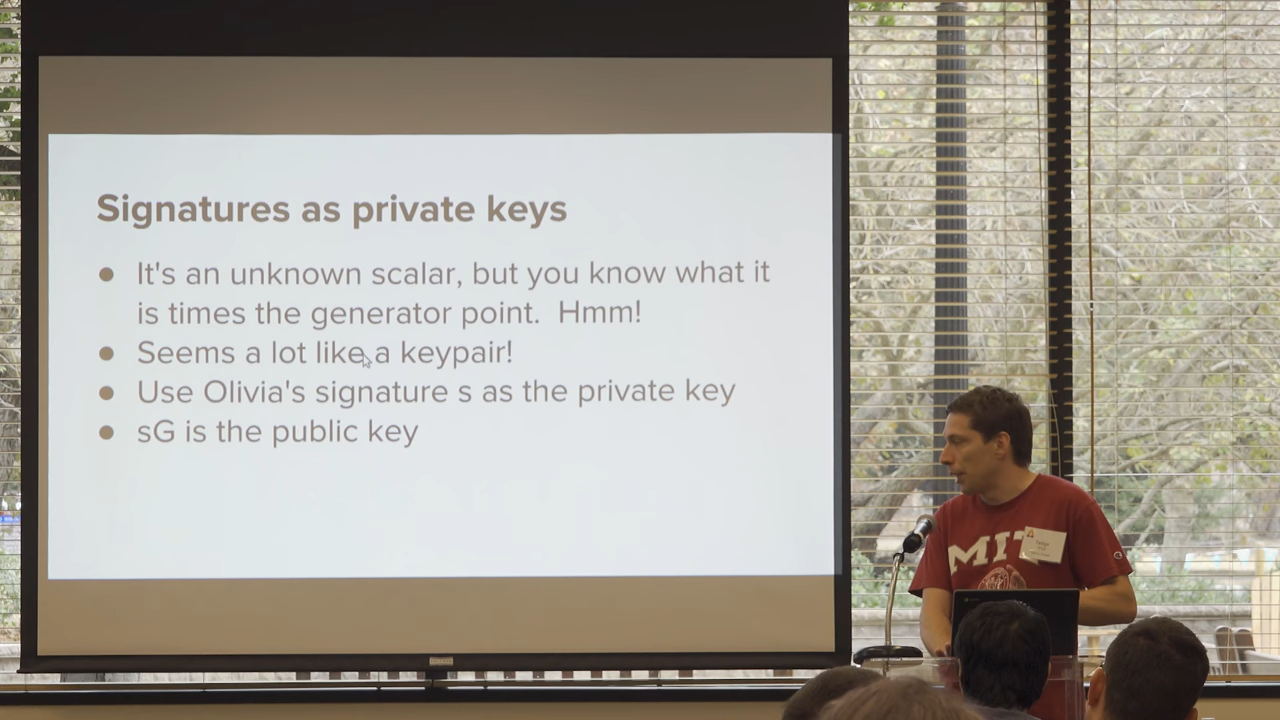 Signatures as private keys
● It's an unknown scalar, but you know what it
is times the generator point. Hmm!
● Seems a lot like a keypair!
● Use Olivia's signature s as the private key
● sG is the public key
MIT